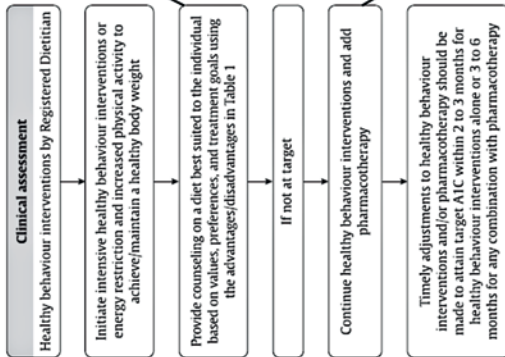 Clinical assessment
Healthy behaviour interventions by Registered Dietitian
Initiate intensive healthy behaviour interventions or
energy restriction and increased physical activity to
achieve/maintain a healthy body weight
Provide counseling on a diet best suited to the individual
based on values, preferences, and treatment goals using
the advantages/disadvantages in Table 1
If not at target
Continue healthy behaviour interventions and add
pharmacotherapy
Timely adjustments to healthy behaviour
interventions and/or pharmacotherapy should be
made to attain target A1C within 2 to 3 months for
healthy behaviour interventions alone or 3 to 6
months for any combination with pharmacotherapy